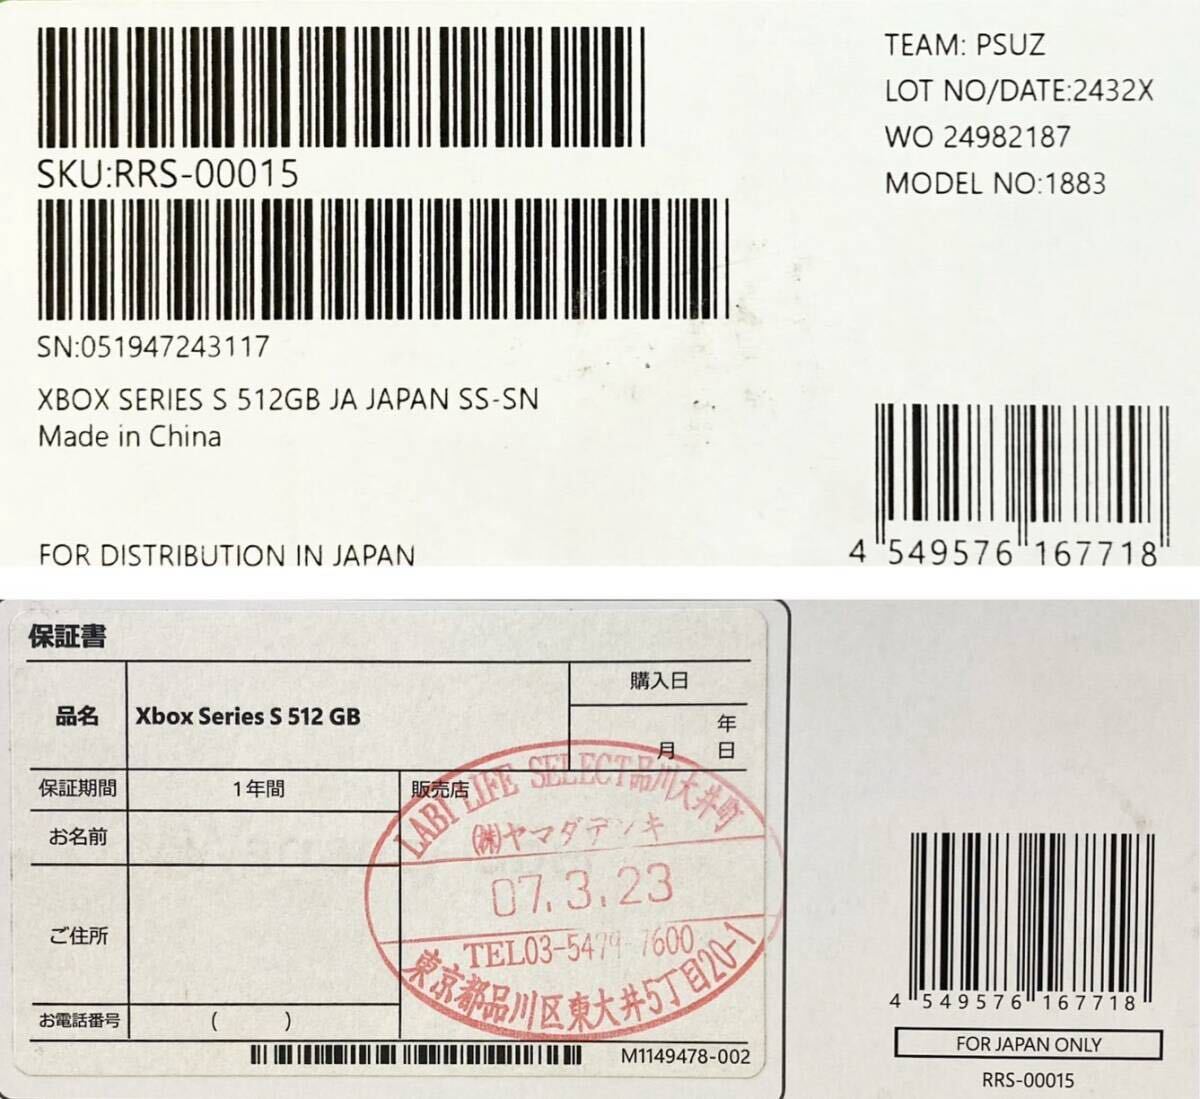 SKU:RRS-00015
SN:051947243117
XBOX SERIES S 512GB JA JAPAN SS-SN
Made in China
FOR DISTRIBUTION IN JAPAN
TEAM: PSUZ
LOT NO/DATE:2432X
WO 24982187
MODEL NO:1883
4 549576 167718
保証書
品名
Xbox Series S 512 GB
購入日
年
月 日
保証期間
1年間
販売店
お名前
ご住所
お電話番号
( )
LABI LIFE SELECT品川大井町
㈱ヤマダデンキ
07.3.23
TEL03-5479-7600
東京都品川区東大井5丁目20-1
M1149478-002
4 549576 167718
FOR JAPAN ONLY
RRS-00015